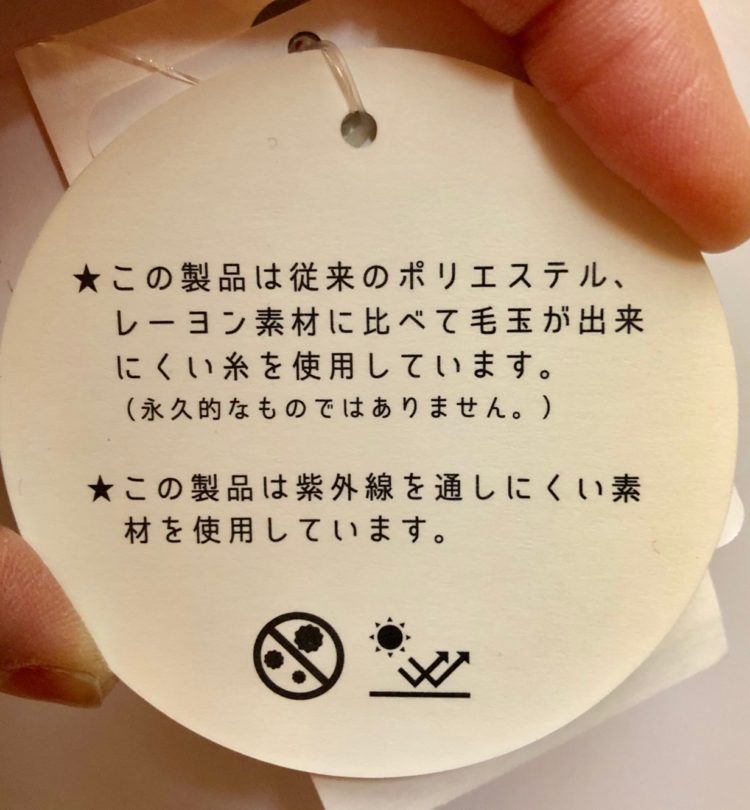 ★この製品は従来のポリエステル、
レーヨン素材に比べて毛玉が出来
にくい糸を使用しています。
（永久的なものではありません。）
★この製品は紫外線を通しにくい素
材を使用しています。